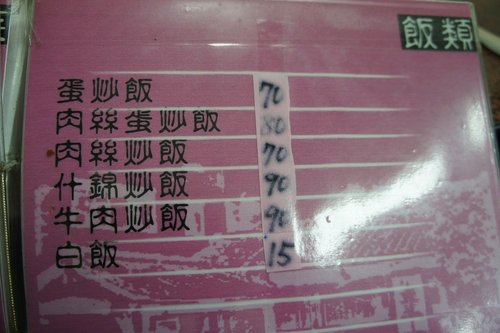 飯類
蛋炒飯 70
肉絲蛋炒飯 80
肉絲炒飯 70
什錦炒飯 90
牛肉炒飯 90
白飯 15